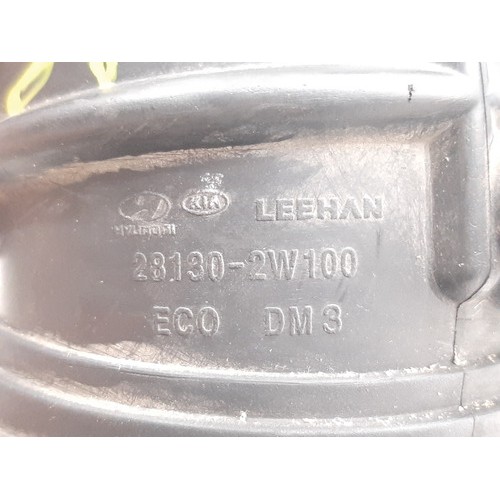 HYUNDAI KIA LEEHAN
28130-2W100
ECO DM3